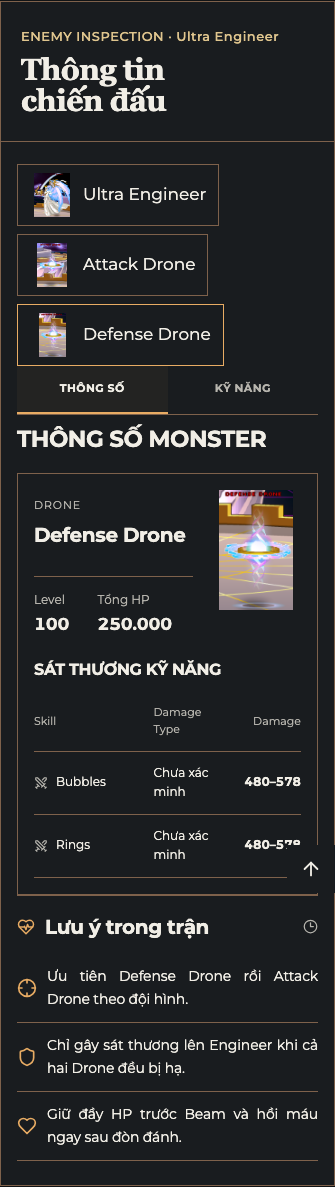 ENEMY INSPECTION · Ultra Engineer
Thông tin
chiến đấu
Ultra Engineer
Attack Drone
Defense Drone
THÔNG SỐ
KỸ NĂNG
THÔNG SỐ MONSTER
DEFENSE DRONE
DRONE
Defense Drone
Level
Tổng HP
100
250.000
SÁT THƯƠNG KỸ NĂNG
Skill
Damage
Type
Damage
Bubbles
Chưa xác
minh
480–578
Rings
Chưa xác
minh
480–578
Lưu ý trong trận
Ưu tiên Defense Drone rồi Attack
Drone theo đội hình.
Chỉ gây sát thương lên Engineer khi cả
hai Drone đều bị hạ.
Giữ đầy HP trước Beam và hồi máu
ngay sau đòn đánh.